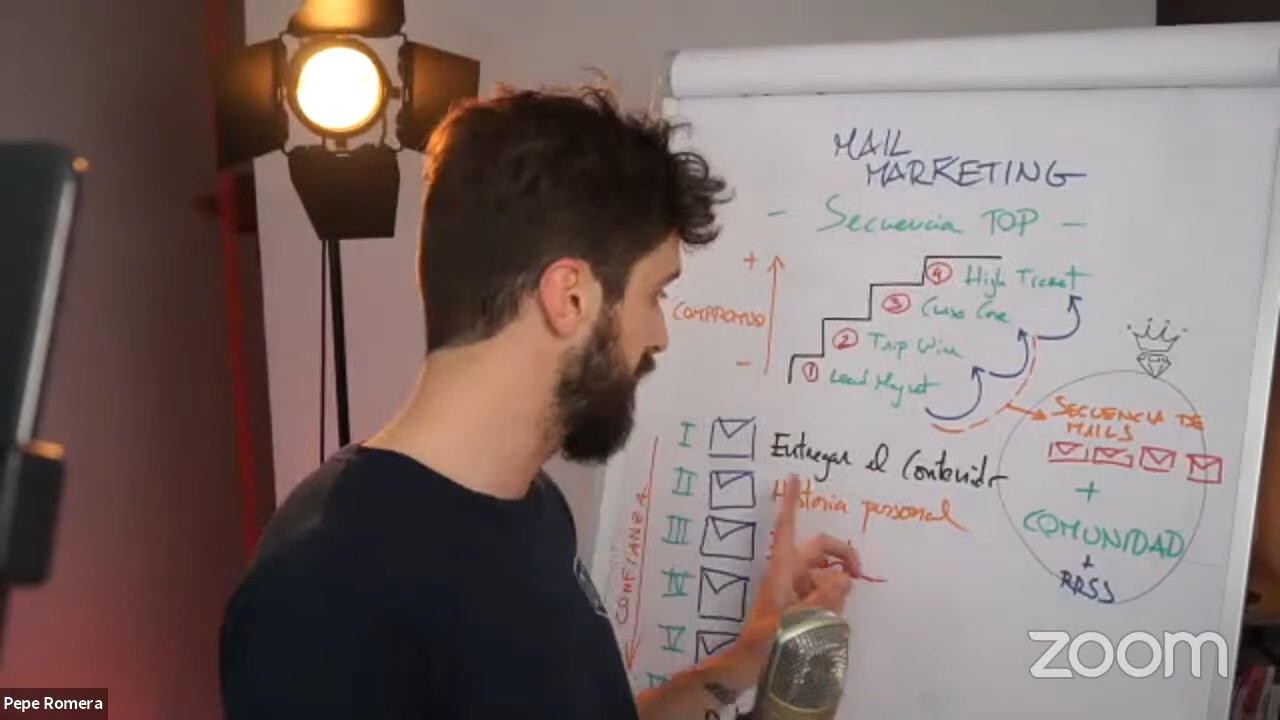 MAIL
MARKETING
- Secuencia TOP -
+
COMPROMISO
-
④ High Ticket
③ Curso Core
② Trip Wire
① Lead Magnet
SECUENCIA DE
MAILS
+
COMUNIDAD
+
RRSS
CONFIANZA
I Entregar el Contenido
II Historia personal
III
IV
V
zoom
Pepe Romera